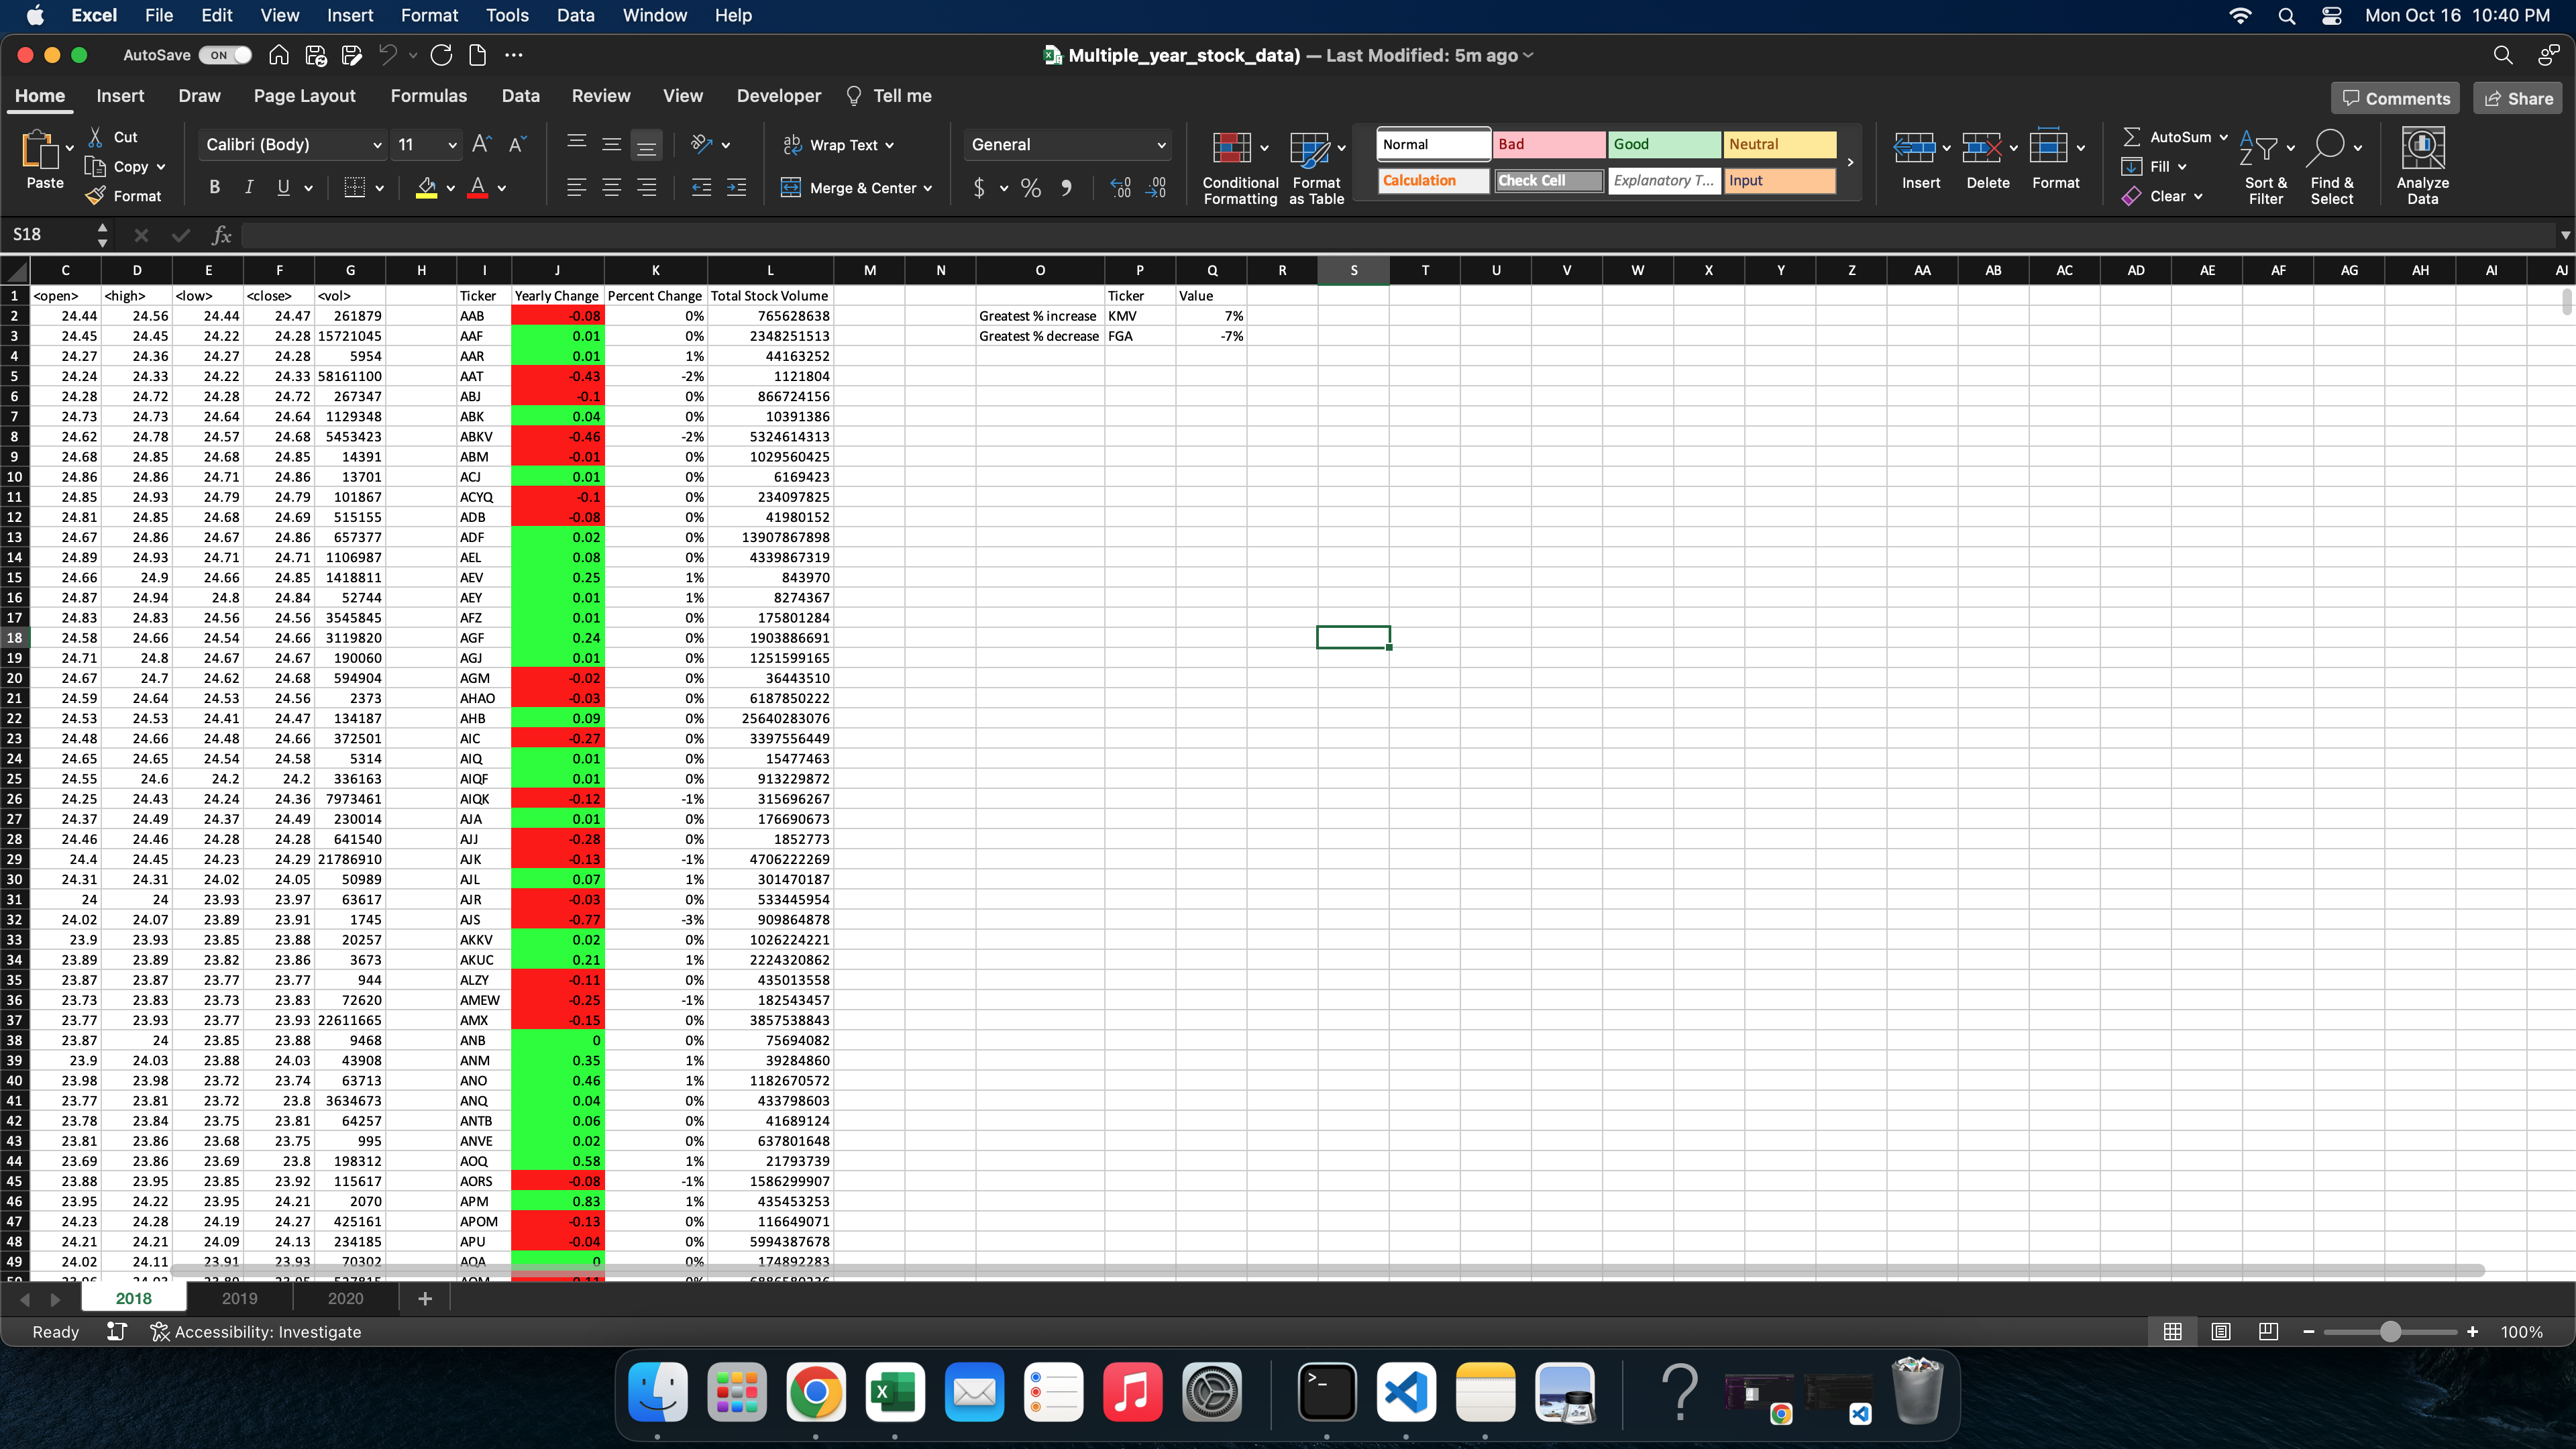 Excel File Edit View Insert Format Tools Data Window Help Mon Oct 16 10:40 PM
AutoSave ON Multiple_year_stock_data) — Last Modified: 5m ago
Home Insert Draw Page Layout Formulas Data Review View Developer Tell me Comments Share
Paste Cut Copy Format
Calibri (Body) 11
B I U
Wrap Text
Merge & Center
General
$ % 9
Conditional Formatting
Format as Table
Normal Bad Good Neutral
Calculation Check Cell Explanatory T... Input
Insert Delete Format
AutoSum
Fill
Clear
Sort & Filter
Find & Select
Analyze Data
S18 fx
C D E F G H I J K L M N O P Q R S T U V W X Y Z AA AB AC AD AE AF AG AH AI AJ
1 <open> <high> <low> <close> <vol> Ticker Yearly Change Percent Change Total Stock Volume Ticker Value
2 24.44 24.56 24.44 24.47 261879 AAB -0.08 0% 765628638 Greatest % increase KMV 7%
3 24.45 24.45 24.22 24.28 15721045 AAF 0.01 0% 2348251513 Greatest % decrease FGA -7%
4 24.27 24.36 24.27 24.28 5954 AAR 0.01 1% 44163252
5 24.24 24.33 24.22 24.33 58161100 AAT -0.43 -2% 1121804
6 24.28 24.72 24.28 24.72 267347 ABJ -0.1 0% 866724156
7 24.73 24.73 24.64 24.64 1129348 ABK 0.04 0% 10391386
8 24.62 24.78 24.57 24.68 5453423 ABKV -0.46 -2% 5324614313
9 24.68 24.85 24.68 24.85 14391 ABM -0.01 0% 1029560425
10 24.86 24.86 24.71 24.86 13701 ACJ 0.01 0% 6169423
11 24.85 24.93 24.79 24.79 101867 ACYQ -0.1 0% 234097825
12 24.81 24.85 24.68 24.69 515155 ADB -0.08 0% 41980152
13 24.67 24.86 24.67 24.86 657377 ADF 0.02 0% 13907867898
14 24.89 24.93 24.71 24.71 1106987 AEL 0.08 0% 4339867319
15 24.66 24.9 24.66 24.85 1418811 AEV 0.25 1% 843970
16 24.87 24.94 24.8 24.84 52744 AEY 0.01 1% 8274367
17 24.83 24.83 24.56 24.56 3545845 AFZ 0.01 0% 175801284
18 24.58 24.66 24.54 24.66 3119820 AGF 0.24 0% 1903886691
19 24.71 24.8 24.67 24.67 190060 AGJ 0.01 0% 1251599165
20 24.67 24.7 24.62 24.68 594904 AGM -0.02 0% 36443510
21 24.59 24.64 24.53 24.56 2373 AHAO -0.03 0% 6187850222
22 24.53 24.53 24.41 24.47 134187 AHB 0.09 0% 25640283076
23 24.48 24.66 24.48 24.66 372501 AIC -0.27 0% 3397556449
24 24.65 24.65 24.54 24.58 5314 AIQ 0.01 0% 15477463
25 24.55 24.6 24.2 24.2 336163 AIQF 0.01 0% 913229872
26 24.25 24.43 24.24 24.36 7973461 AIQK -0.12 -1% 315696267
27 24.37 24.49 24.37 24.49 230014 AJA 0.01 0% 176690673
28 24.46 24.46 24.28 24.28 641540 AJJ -0.28 0% 1852773
29 24.4 24.45 24.23 24.29 21786910 AJK -0.13 -1% 4706222269
30 24.31 24.31 24.02 24.05 50989 AJL 0.07 1% 301470187
31 24 24 23.93 23.97 63617 AJR -0.03 0% 533445954
32 24.02 24.07 23.89 23.91 1745 AJS -0.77 -3% 909864878
33 23.9 23.93 23.85 23.88 20257 AKKV 0.02 0% 1026224221
34 23.89 23.89 23.82 23.86 3673 AKUC 0.21 1% 2224320862
35 23.87 23.87 23.77 23.77 944 ALZY -0.11 0% 435013558
36 23.73 23.83 23.73 23.83 72620 AMEW -0.25 -1% 182543457
37 23.77 23.93 23.77 23.93 22611665 AMX -0.15 0% 3857538843
38 23.87 24 23.85 23.88 9468 ANB 0 0% 75694082
39 23.9 24.03 23.88 24.03 43908 ANM 0.35 1% 39284860
40 23.98 23.98 23.72 23.74 63713 ANO 0.46 1% 1182670572
41 23.77 23.81 23.72 23.8 3634673 ANQ 0.04 0% 433798603
42 23.78 23.84 23.75 23.81 64257 ANTB 0.06 0% 41689124
43 23.81 23.86 23.68 23.75 995 ANVE 0.02 0% 637801648
44 23.69 23.86 23.69 23.8 198312 AOQ 0.58 1% 21793739
45 23.88 23.95 23.85 23.92 115617 AORS -0.08 -1% 1586299907
46 23.95 24.22 23.95 24.21 2070 APM 0.83 1% 435453253
47 24.23 24.28 24.19 24.27 425161 APOM -0.13 0% 116649071
48 24.21 24.21 24.09 24.13 234185 APU -0.04 0% 5994387678
49 24.02 24.11 23.91 23.93 70302 AQA 0 0% 174892283
2018 2019 2020 +
Ready Accessibility: Investigate 100%